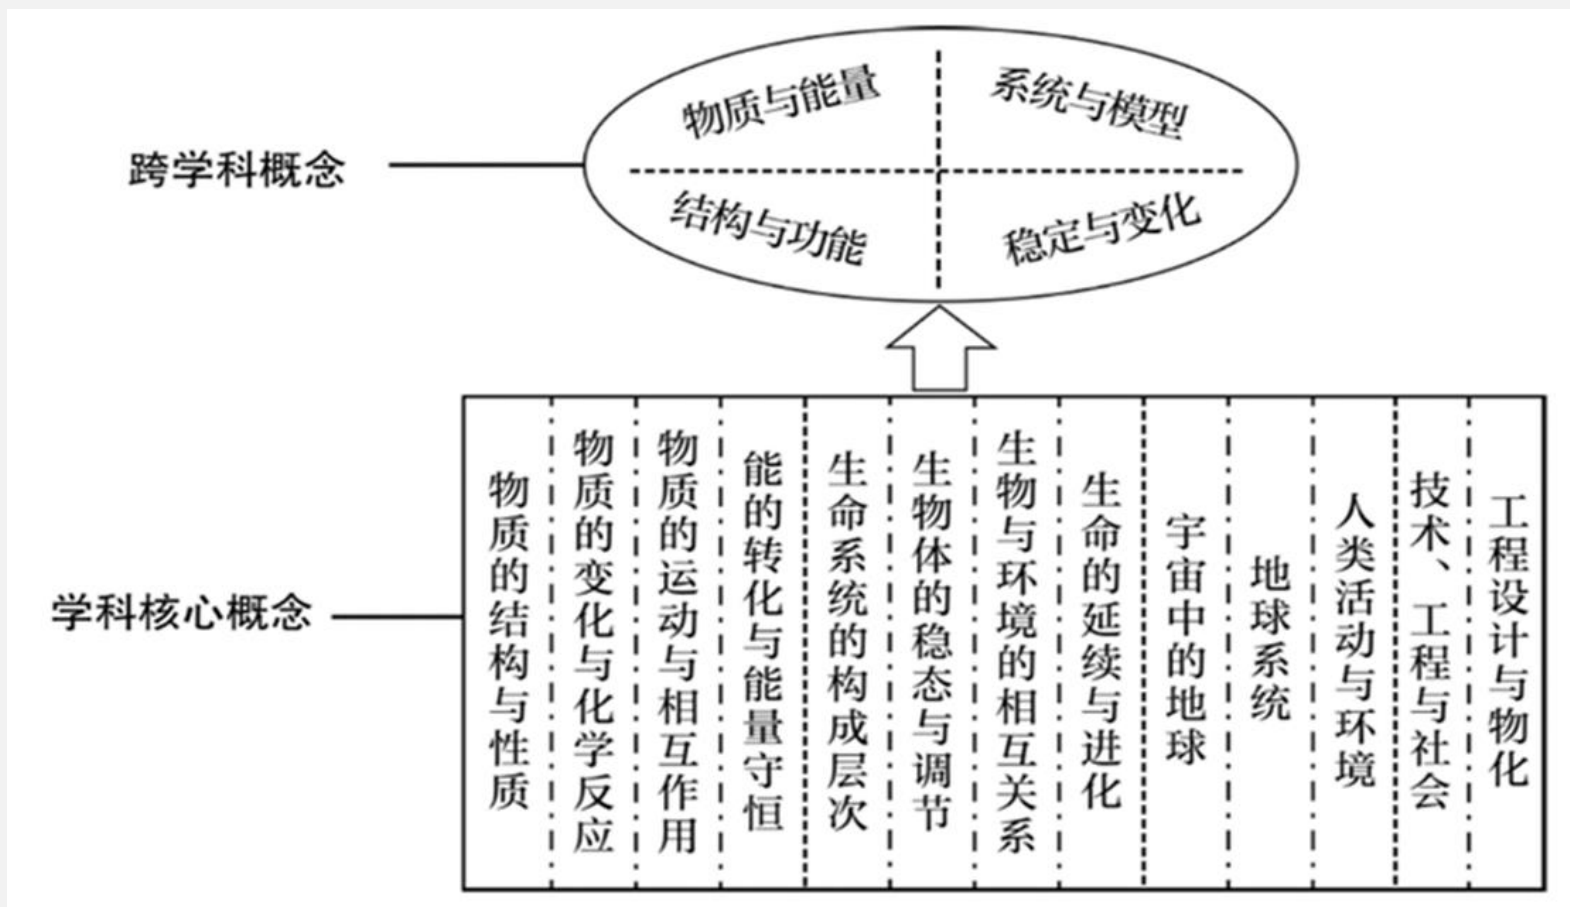 跨学科概念
物质与能量
系统与模型
结构与功能
稳定与变化
学科核心概念
物质的结构与性质
物质的变化与化学反应
物质的运动与相互作用
能的转化与能量守恒
生命系统的构成层次
生物体的稳态与调节
生物与环境的相互关系
生命的延续与进化
宇宙中的地球
地球系统
人类活动与环境
技术、工程与社会
工程设计与物化